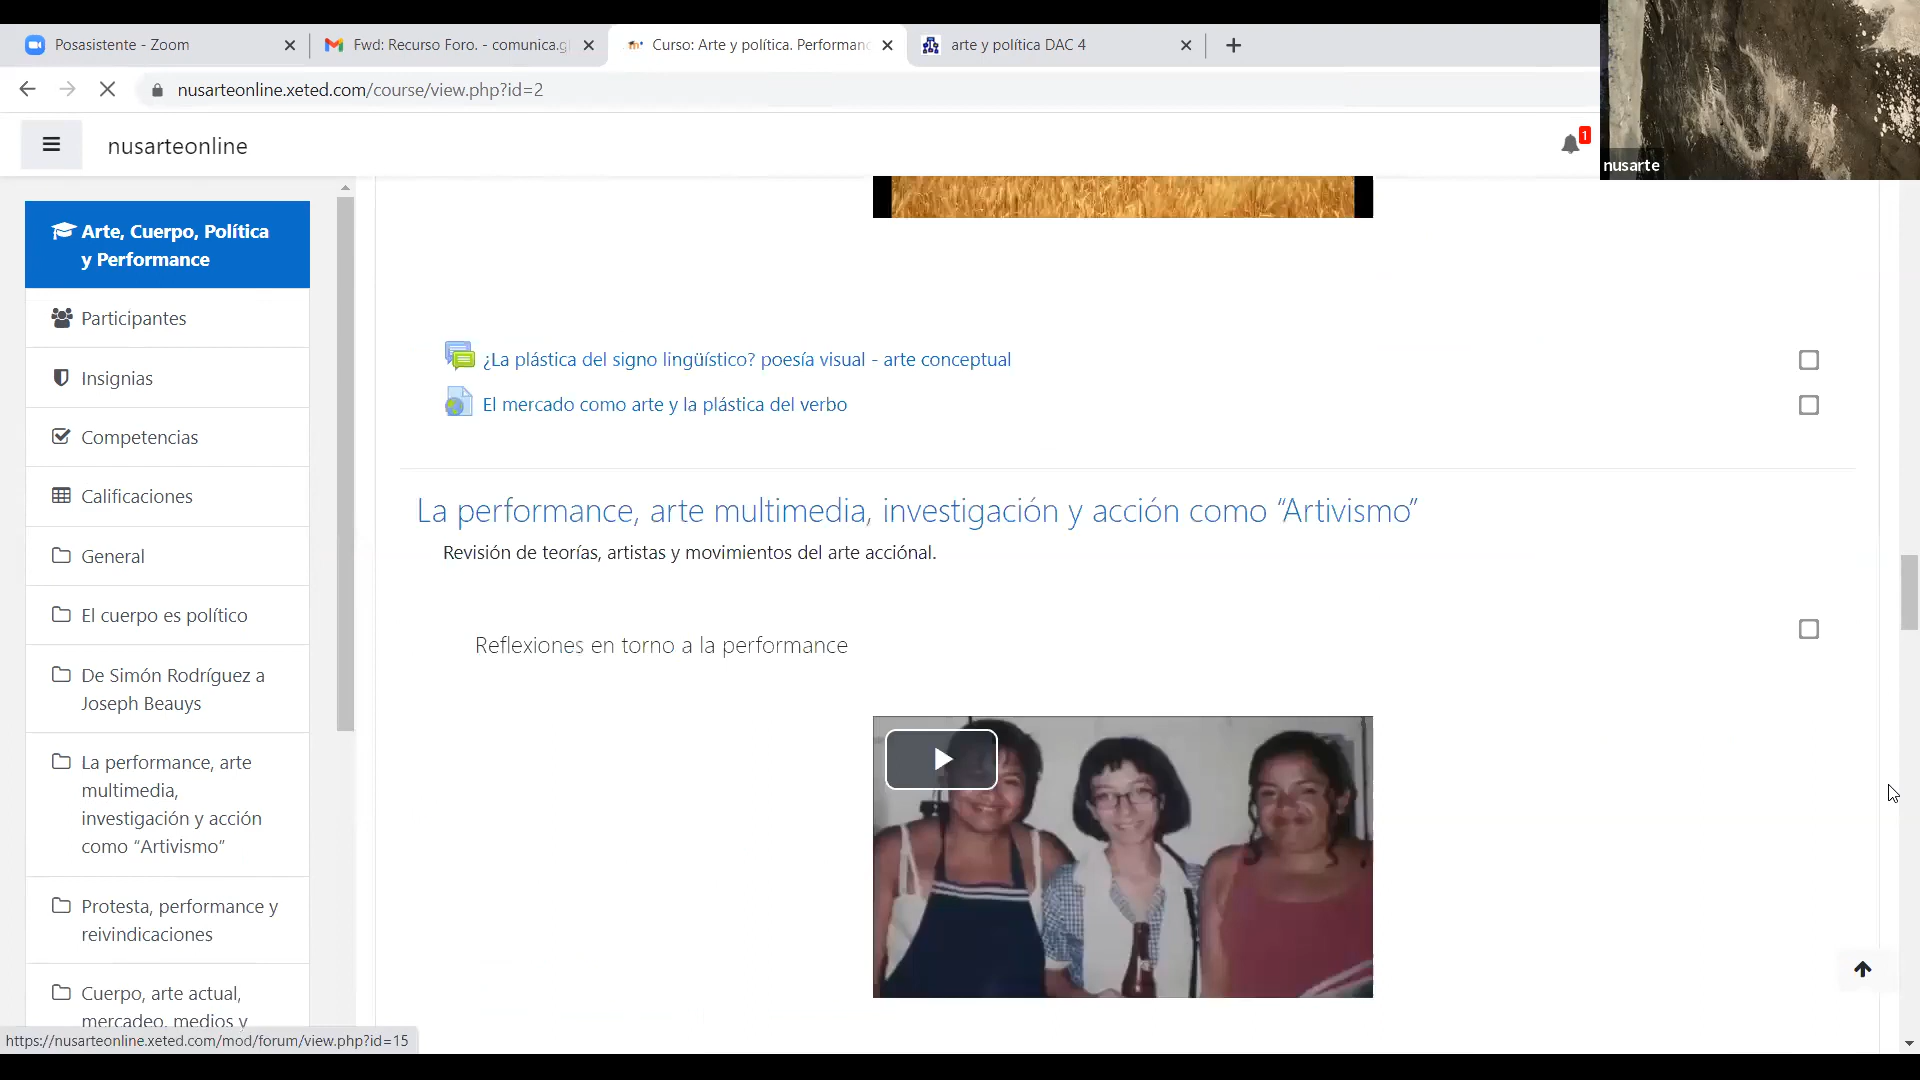 Posasistente - Zoom
Fwd: Recurso Foro. - comunica.g
Curso: Arte y política. Performanc
arte y política DAC 4
nusarteonline.xeted.com/course/view.php?id=2
nusarteonline
1
nusarte
Arte, Cuerpo, Política
y Performance
Participantes
Insignias
Competencias
Calificaciones
General
El cuerpo es político
De Simón Rodríguez a
Joseph Beauys
La performance, arte
multimedia,
investigación y acción
como “Artivismo”
Protesta, performance y
reivindicaciones
Cuerpo, arte actual,
mercadeo, medios y
¿La plástica del signo lingüístico? poesía visual - arte conceptual
El mercado como arte y la plástica del verbo
La performance, arte multimedia, investigación y acción como “Artivismo”
Revisión de teorías, artistas y movimientos del arte acciónal.
Reflexiones en torno a la performance
https://nusarteonline.xeted.com/mod/forum/view.php?id=15